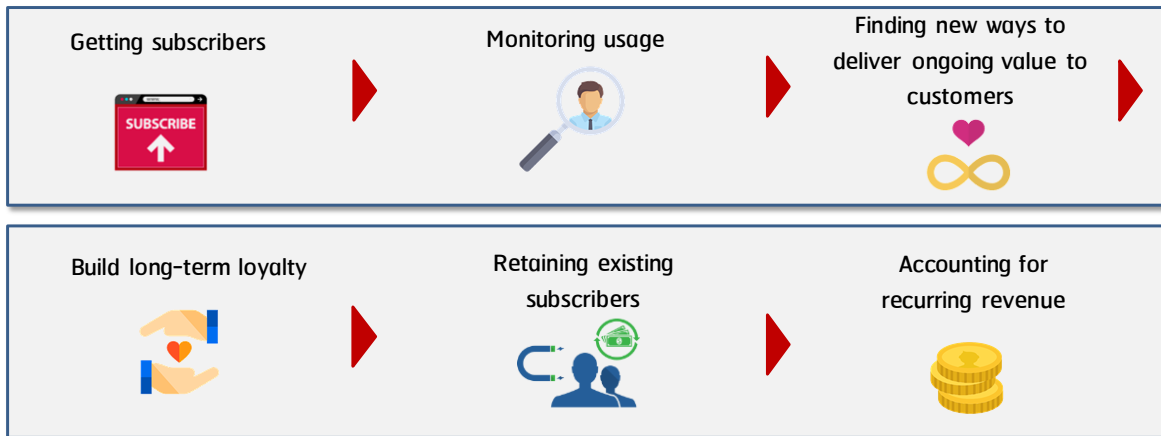 Getting subscribers
SUBSCRIBE
Monitoring usage
Finding new ways to
deliver ongoing value to
customers
Build long-term loyalty
Retaining existing
subscribers
Accounting for
recurring revenue